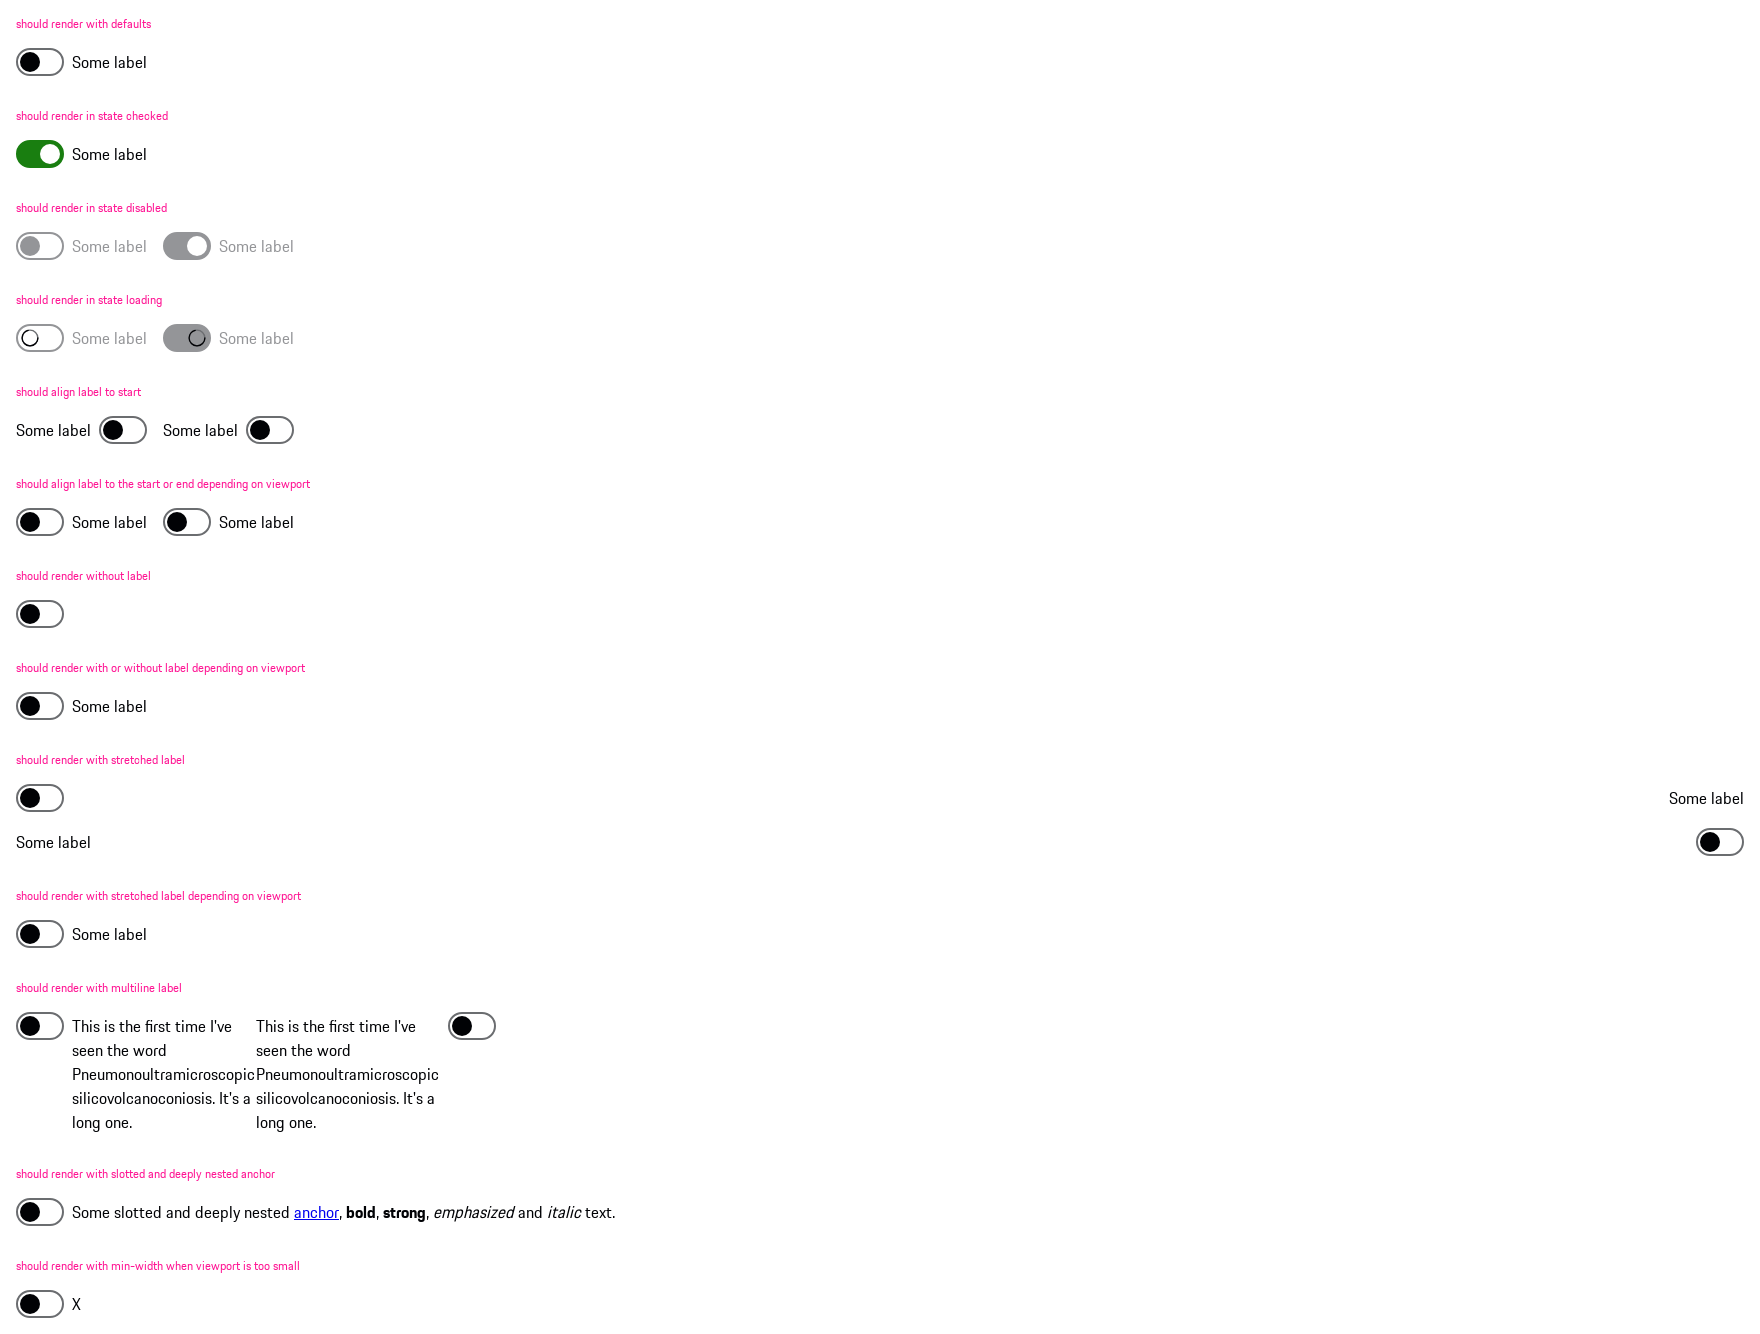 should render with defaults
Some label
should render in state checked
Some label
should render in state disabled
Some label Some label
should render in state loading
Some label Some label
should align label to start
Some label Some label
should align label to the start or end depending on viewport
Some label Some label
should render without label
should render with or without label depending on viewport
Some label
should render with stretched label
Some label
Some label
should render with stretched label depending on viewport
Some label
should render with multiline label
This is the first time I've
seen the word
Pneumonoultramicroscopic
silicovolcanoconiosis. It's a
long one.
This is the first time I've
seen the word
Pneumonoultramicroscopic
silicovolcanoconiosis. It's a
long one.
should render with slotted and deeply nested anchor
Some slotted and deeply nested anchor, bold, strong, emphasized and italic text.
should render with min-width when viewport is too small
X